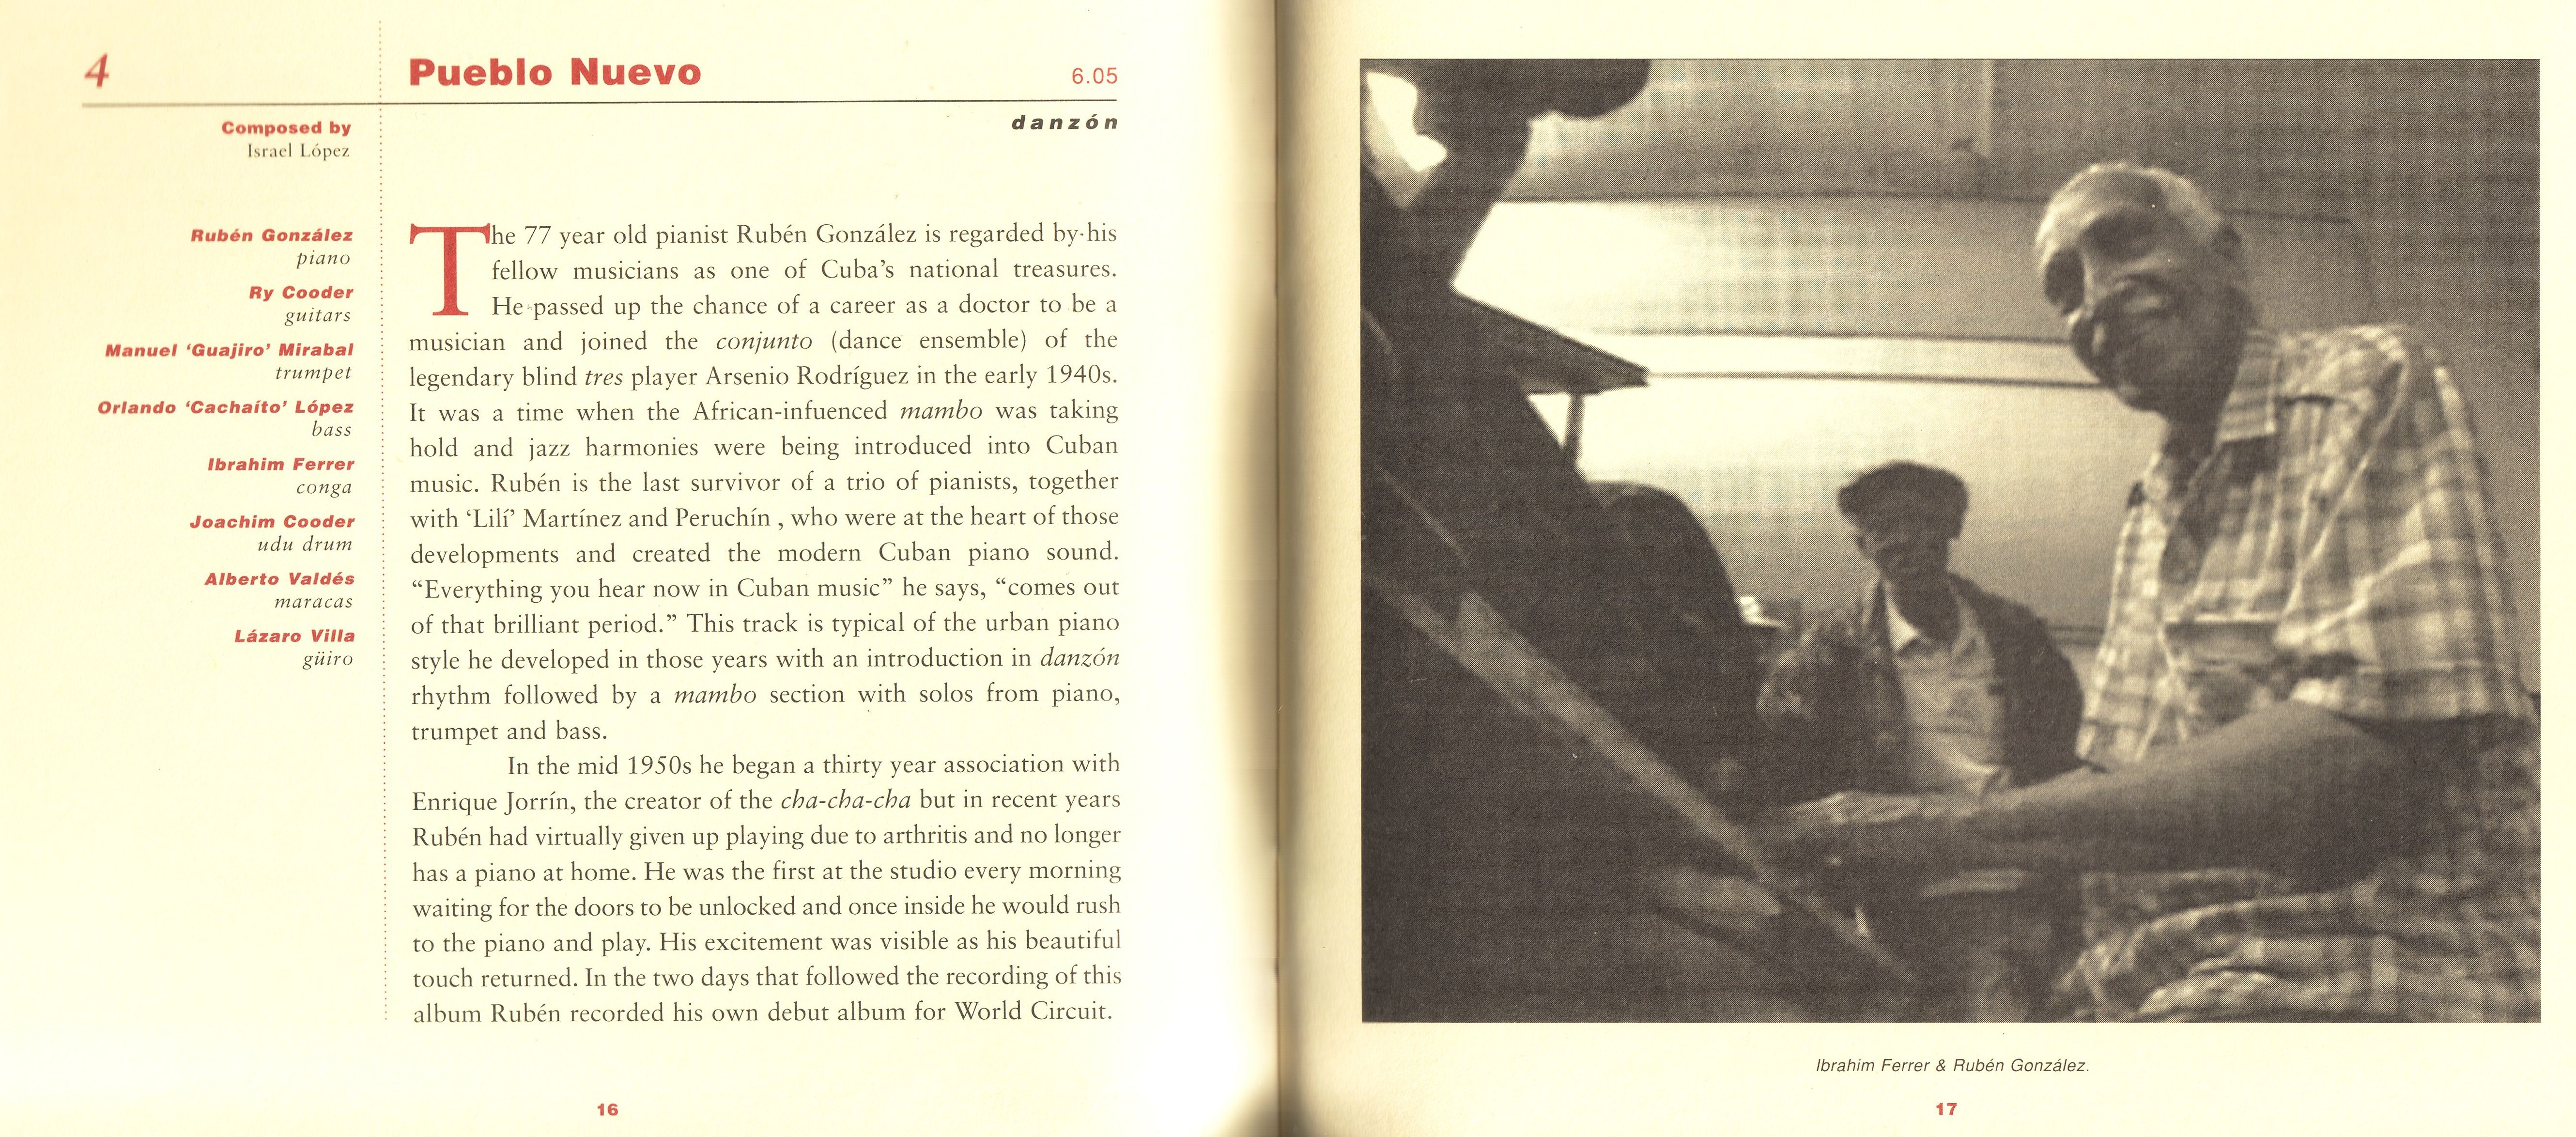 4
Pueblo Nuevo
6.05
danzón
Composed by
Israel López
Rubén González
piano
Ry Cooder
guitars
Manuel ‘Guajiro’ Mirabal
trumpet
Orlando ‘Cachaíto’ López
bass
Ibrahim Ferrer
conga
Joachim Cooder
udu drum
Alberto Valdés
maracas
Lázaro Villa
güiro
The 77 year old pianist Rubén González is regarded by his
fellow musicians as one of Cuba’s national treasures.
He passed up the chance of a career as a doctor to be a
musician and joined the conjunto (dance ensemble) of the
legendary blind tres player Arsenio Rodríguez in the early 1940s.
It was a time when the African-infuenced mambo was taking
hold and jazz harmonies were being introduced into Cuban
music. Rubén is the last survivor of a trio of pianists, together
with ‘Lilí’ Martínez and Peruchín , who were at the heart of those
developments and created the modern Cuban piano sound.
“Everything you hear now in Cuban music” he says, “comes out
of that brilliant period.” This track is typical of the urban piano
style he developed in those years with an introduction in danzón
rhythm followed by a mambo section with solos from piano,
trumpet and bass.
In the mid 1950s he began a thirty year association with
Enrique Jorrín, the creator of the cha-cha-cha but in recent years
Rubén had virtually given up playing due to arthritis and no longer
has a piano at home. He was the first at the studio every morning
waiting for the doors to be unlocked and once inside he would rush
to the piano and play. His excitement was visible as his beautiful
touch returned. In the two days that followed the recording of this
album Rubén recorded his own debut album for World Circuit.
16
Ibrahim Ferrer & Rubén González.
17